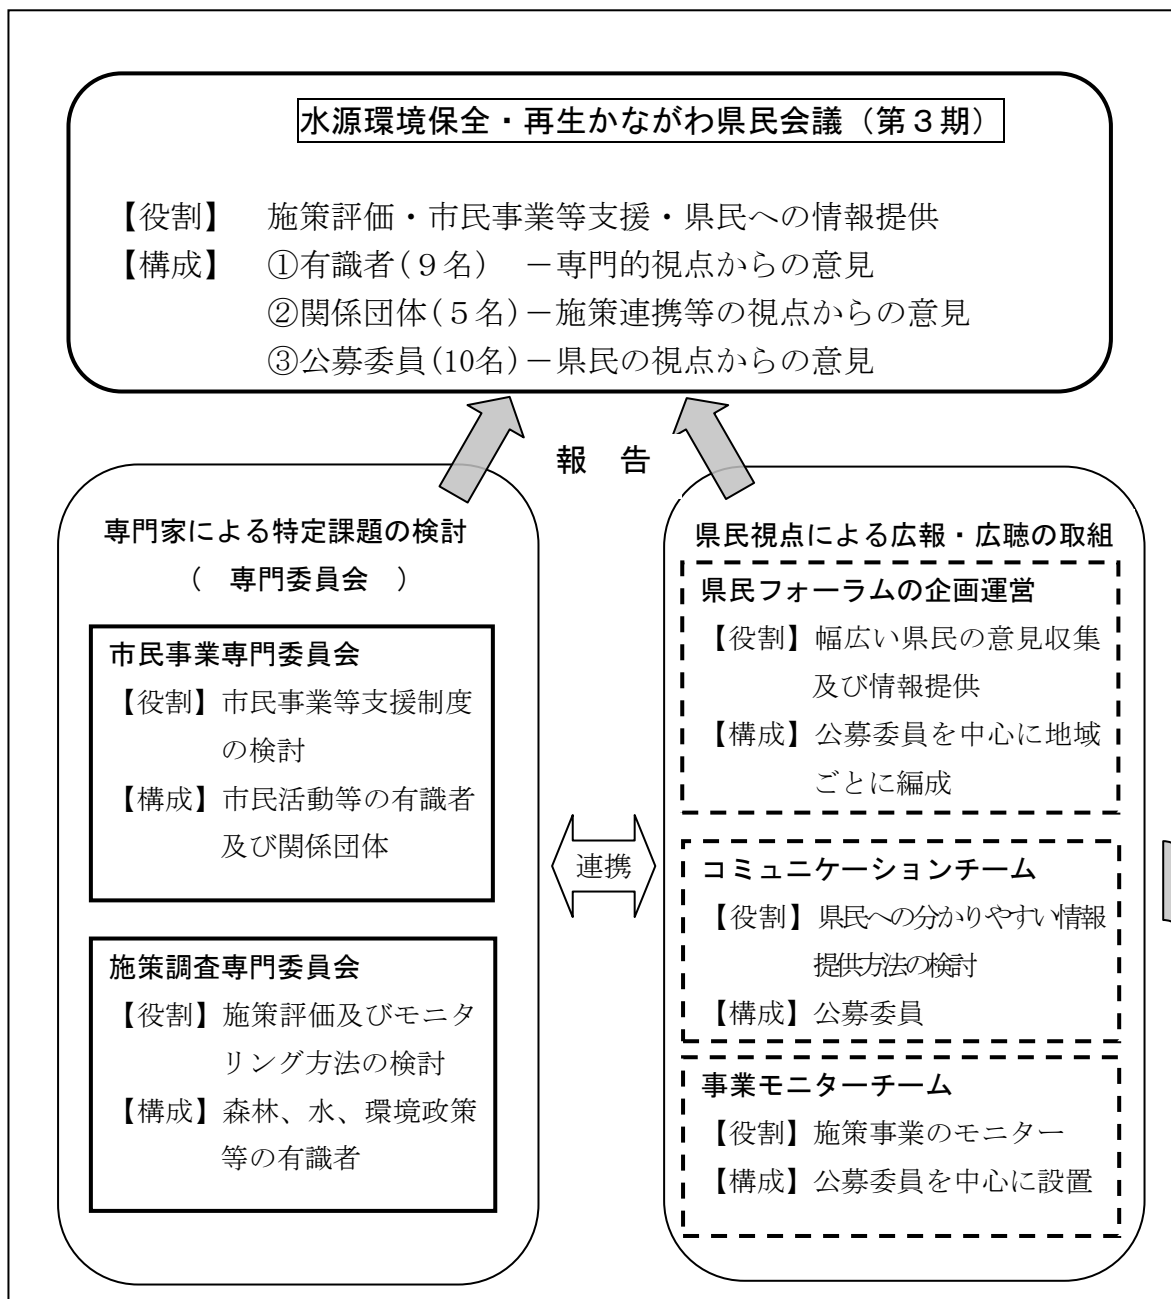 水源環境保全・再生かながわ県民会議（第３期）
【役割】　施策評価・市民事業等支援・県民への情報提供
【構成】　①有識者(９名)　－専門的視点からの意見
②関係団体(５名)－施策連携等の視点からの意見
③公募委員(10名)－県民の視点からの意見
報　告
専門家による特定課題の検討
（　専門委員会　）
市民事業専門委員会
【役割】市民事業等支援制度
の検討
【構成】市民活動等の有識者
及び関係団体
施策調査専門委員会
【役割】施策評価及びモニタ
リング方法の検討
【構成】森林、水、環境政策
等の有識者
連携
県民視点による広報・広聴の取組
県民フォーラムの企画運営
【役割】幅広い県民の意見収集
及び情報提供
【構成】公募委員を中心に地域
ごとに編成
コミュニケーションチーム
【役割】県民への分かりやすい情報
提供方法の検討
【構成】公募委員
事業モニターチーム
【役割】施策事業のモニター
【構成】公募委員を中心に設置